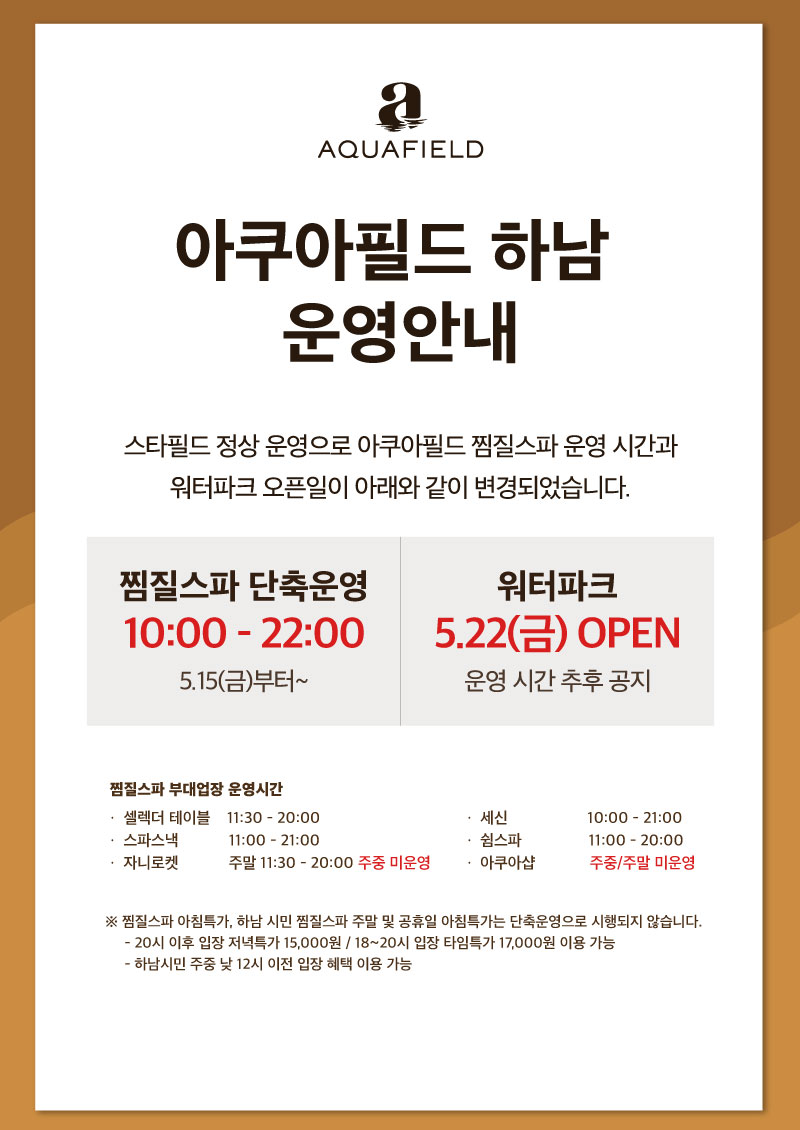 a
AQUAFIELD
아쿠아필드 하남
운영안내
스타필드 정상 운영으로 아쿠아필드 찜질스파 운영 시간과
워터파크 오픈일이 아래와 같이 변경되었습니다.
찜질스파 단축운영
10:00 - 22:00
5.15(금)부터~
워터파크
5.22(금) OPEN
운영 시간 추후 공지
찜질스파 부대업장 운영시간
· 셀렉더 테이블 11:30 - 20:00
· 스파스낵 11:00 - 21:00
· 자니로켓 주말 11:30 - 20:00 주중 미운영
· 세신 10:00 - 21:00
· 쉼스파 11:00 - 20:00
· 아쿠아샵 주중/주말 미운영
※ 찜질스파 아침특가, 하남 시민 찜질스파 주말 및 공휴일 아침특가는 단축운영으로 시행되지 않습니다.
- 20시 이후 입장 저녁특가 15,000원 / 18~20시 입장 타임특가 17,000원 이용 가능
- 하남시민 주중 낮 12시 이전 입장 혜택 이용 가능